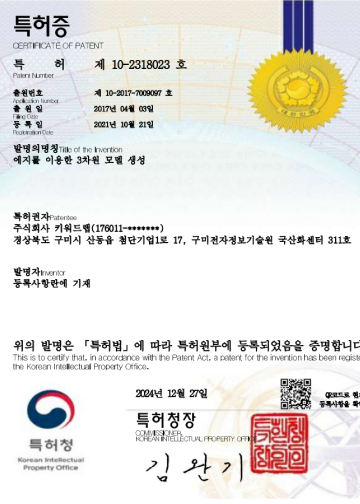 특허증
CERTIFICATE OF PATENT
특 허 제 10-2318023 호
Patent Number
출원번호 제 10-2017-7009097 호
Application Number
출 원 일 2017년 04월 03일
Filing Date
등 록 일 2021년 10월 21일
Registration Date
발명의명칭 Title of the Invention
에지를 이용한 3차원 모델 생성
특허권자 Patentee
주식회사 키워드랩(176011-*******)
경상북도 구미시 산동읍 첨단기업1로 17, 구미전자정보기술원 국산화센터 311호
발명자 Inventor
등록사항란에 기재
위의 발명은 「특허법」에 따라 특허원부에 등록되었음을 증명합니다
This is to certify that, in accordance with the Patent Act, a patent for the invention has been registe
the Korean Intellectual Property Office.
2024년 12월 27일
QR코드로 현
등록사항을 확
특허청장
COMMISSIONER,
KOREAN INTELLECTUAL PROPERTY OFFIC
김완기
특허청
Korean Intellectual
Property Office